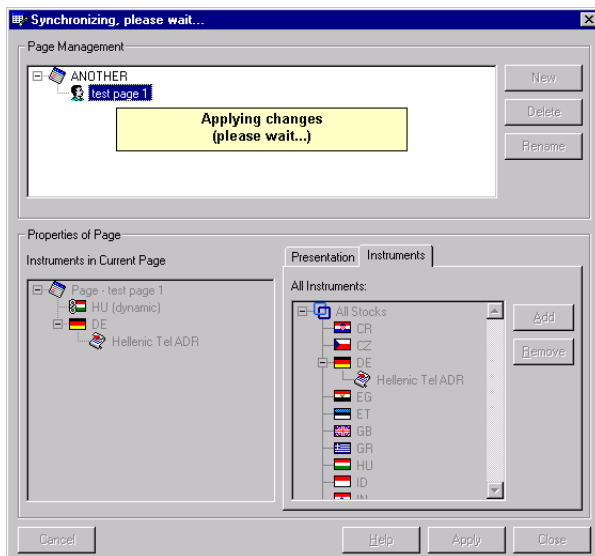 Synchronizing, please wait...
Page Management
ANOTHER
test page 1
Applying changes
(please wait...)
New
Delete
Rename
Properties of Page
Instruments in Current Page
Page - test page 1
HU (dynamic)
DE
Hellenic Tel ADR
Presentation
Instruments
All Instruments:
All Stocks
CR
CZ
DE
Hellenic Tel ADR
EG
ET
GB
GR
HU
ID
IN
Add
Remove
Cancel
Help
Apply
Close